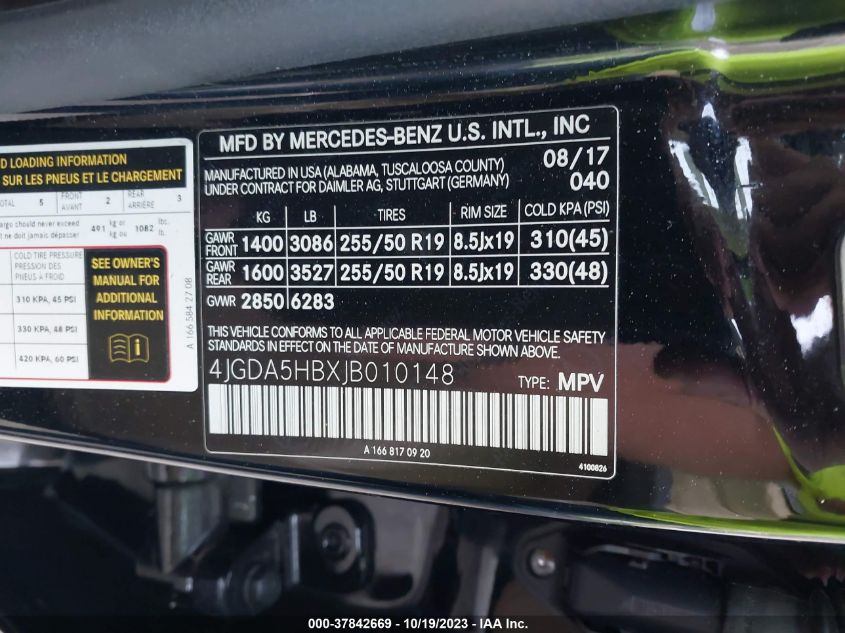 D LOADING INFORMATION
SUR LES PNEUS ET LE CHARGEMENT
OTAL 5 FRONT AVANT 2 REAR ARRIÈRE 3
argo should never exceed
t ne doit jamais dépasser
491 kg or kg ou 1082 lbs. lb.
COLD TIRE PRESSURE
PRESSION DES
PNEUS A FROID
310 KPA, 45 PSI
330 KPA, 48 PSI
420 KPA, 60 PSI
SEE OWNER'S
MANUAL FOR
ADDITIONAL
INFORMATION
A 166 584 27 08
MFD BY MERCEDES-BENZ U.S. INTL., INC
MANUFACTURED IN USA (ALABAMA, TUSCALOOSA COUNTY) 08/17
UNDER CONTRACT FOR DAIMLER AG, STUTTGART (GERMANY) 040
KG LB TIRES RIM SIZE COLD KPA (PSI)
GAWR FRONT 1400 3086 255/50 R19 8.5Jx19 310(45)
GAWR REAR 1600 3527 255/50 R19 8.5Jx19 330(48)
GVWR 2850 6283
THIS VEHICLE CONFORMS TO ALL APPLICABLE FEDERAL MOTOR VEHICLE SAFETY
STANDARDS IN EFFECT ON THE DATE OF MANUFACTURE SHOWN ABOVE.
4JGDA5HBXJB010148 TYPE: MPV
A 166 817 09 20
4100826
000-37842669 - 10/19/2023 - IAA Inc.